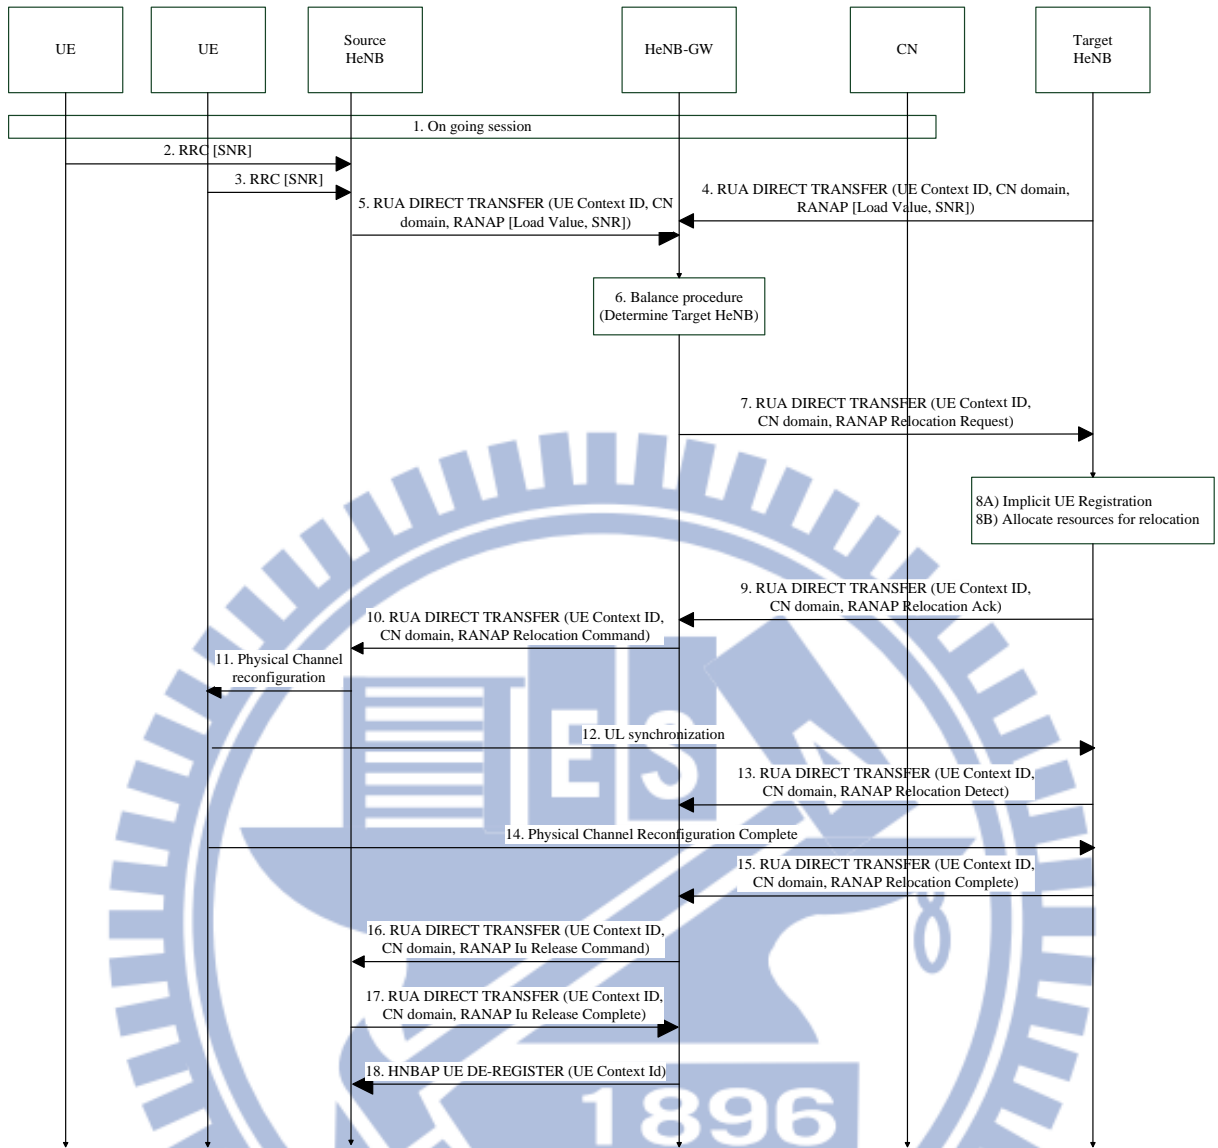 UE
UE
Source
HeNB
HeNB-GW
CN
Target
HeNB
1. On going session
2. RRC [SNR]
3. RRC [SNR]
4. RUA DIRECT TRANSFER (UE Context ID, CN domain,
RANAP [Load Value, SNR])
5. RUA DIRECT TRANSFER (UE Context ID, CN
domain, RANAP [Load Value, SNR])
6. Balance procedure
(Determine Target HeNB)
7. RUA DIRECT TRANSFER (UE Context ID,
CN domain, RANAP Relocation Request)
8A) Implicit UE Registration
8B) Allocate resources for relocation
9. RUA DIRECT TRANSFER (UE Context ID,
CN domain, RANAP Relocation Ack)
10. RUA DIRECT TRANSFER (UE Context ID,
CN domain, RANAP Relocation Command)
11. Physical Channel
reconfiguration
12. UL synchronization
13. RUA DIRECT TRANSFER (UE Context ID,
CN domain, RANAP Relocation Detect)
14. Physical Channel Reconfiguration Complete
15. RUA DIRECT TRANSFER (UE Context ID,
CN domain, RANAP Relocation Complete)
16. RUA DIRECT TRANSFER (UE Context ID,
CN domain, RANAP Iu Release Command)
17. RUA DIRECT TRANSFER (UE Context ID,
CN domain, RANAP Iu Release Complete)
18. HNBAP UE DE-REGISTER (UE Context Id)
ES
A
8
1896